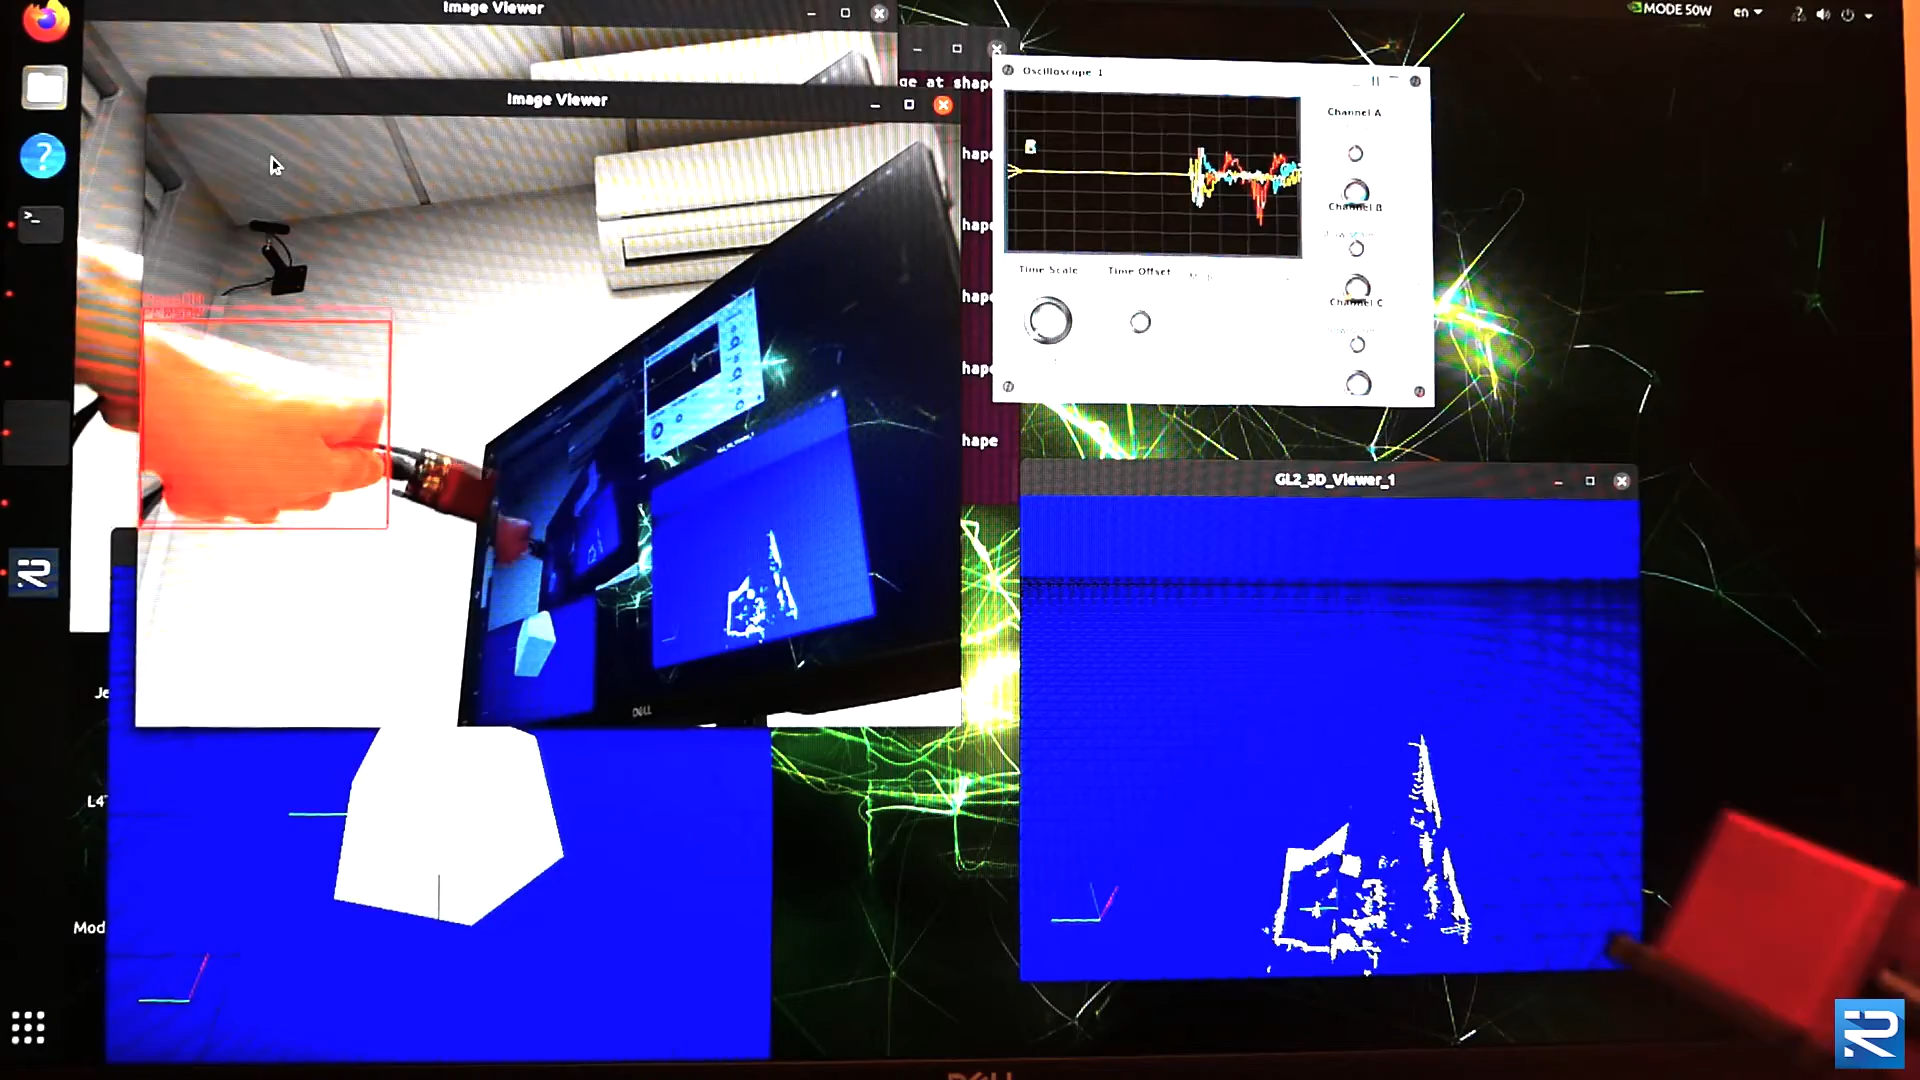 Image Viewer
MODE 50W
en
ge at shape
Oscilloscope 1
Image Viewer
Channel A
B
hape
Channel B
hape
Time Scale
Time Offset
hape
Channel C
hape
hape
GL2_3D_Viewer_1
Je
DELL
L4T
Mod